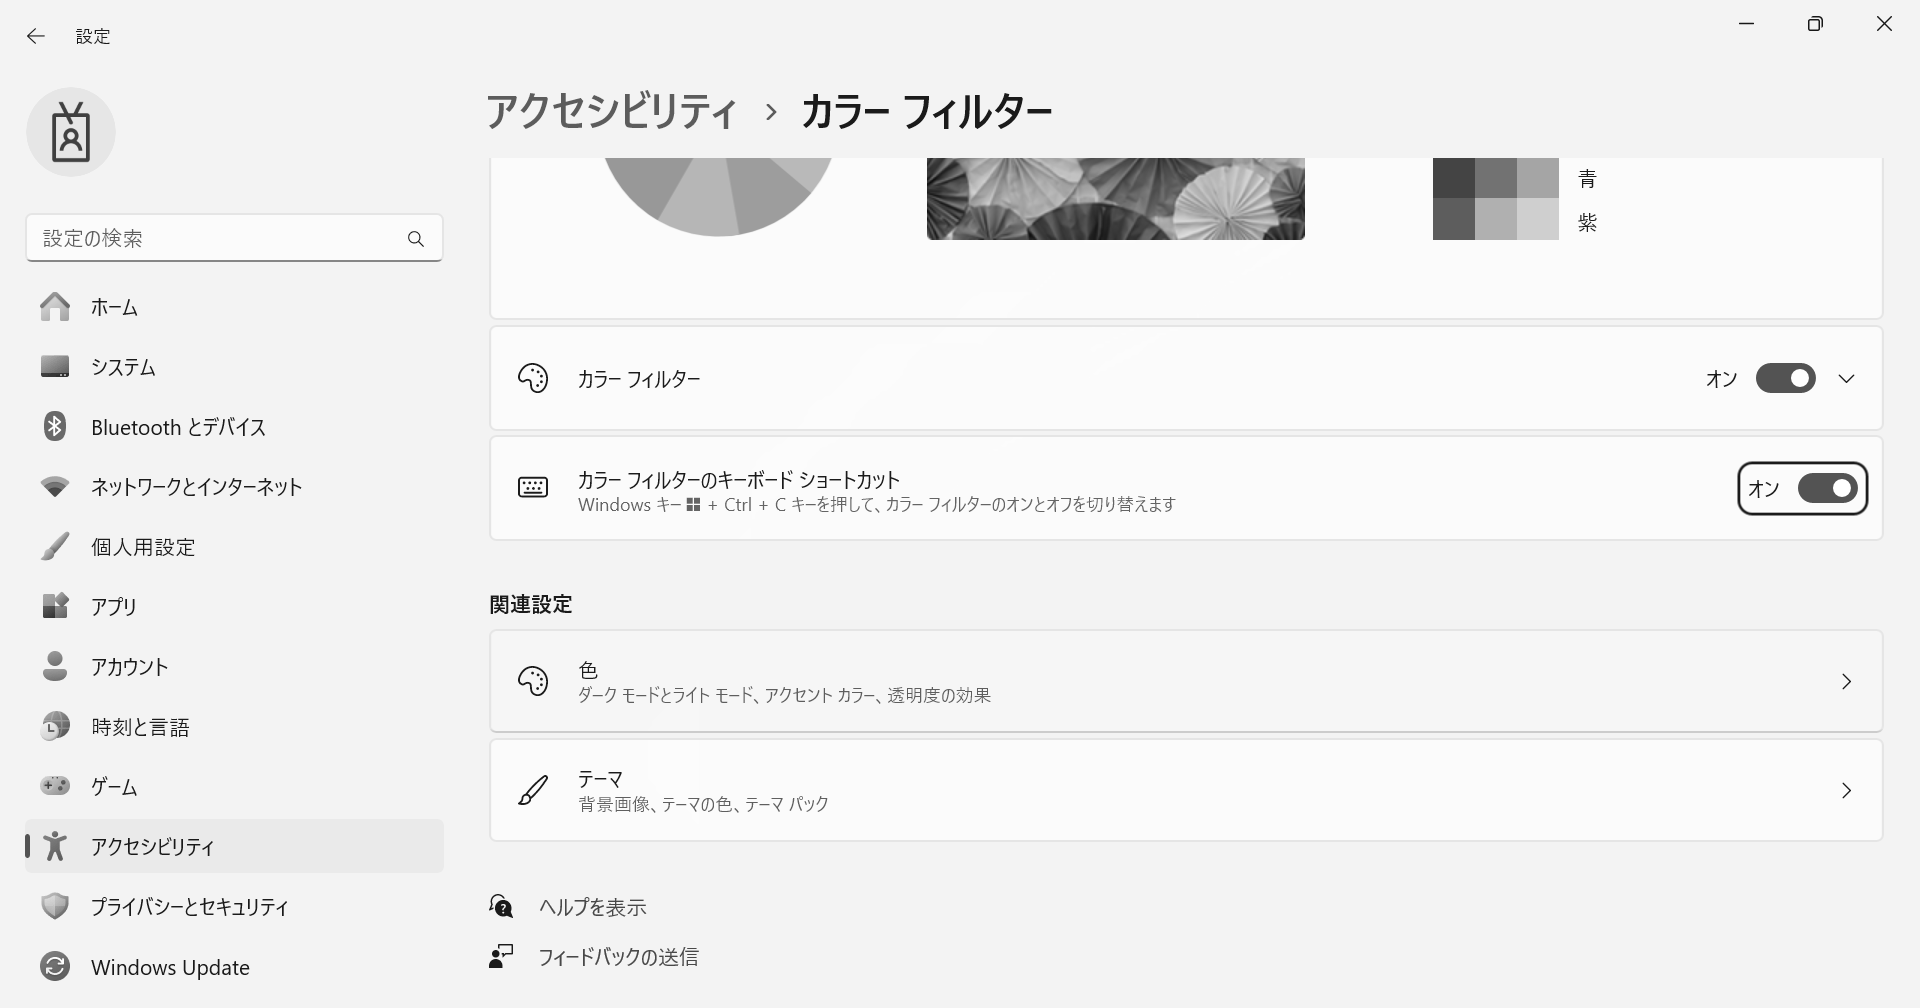 設定
アクセシビリティ › カラー フィルター
設定の検索
ホーム
システム
Bluetooth とデバイス
ネットワークとインターネット
個人用設定
アプリ
アカウント
時刻と言語
ゲーム
アクセシビリティ
プライバシーとセキュリティ
Windows Update
青
紫
カラー フィルター
オン
カラー フィルターのキーボード ショートカット
Windows キー + Ctrl + C キーを押して、カラー フィルターのオンとオフを切り替えます
オン
関連設定
色
ダーク モードとライト モード、アクセント カラー、透明度の効果
テーマ
背景画像、テーマの色、テーマ パック
ヘルプを表示
フィードバックの送信